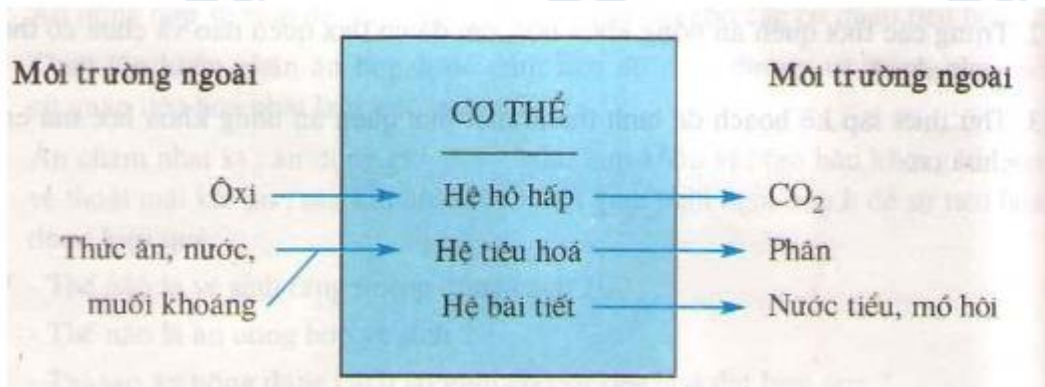 Môi trường ngoài
Môi trường ngoài
CƠ THỂ
Ôxi Hệ hô hấp CO₂
Thức ăn, nước, Hệ tiêu hoá Phân
muối khoáng Hệ bài tiết Nước tiểu, mồ hôi